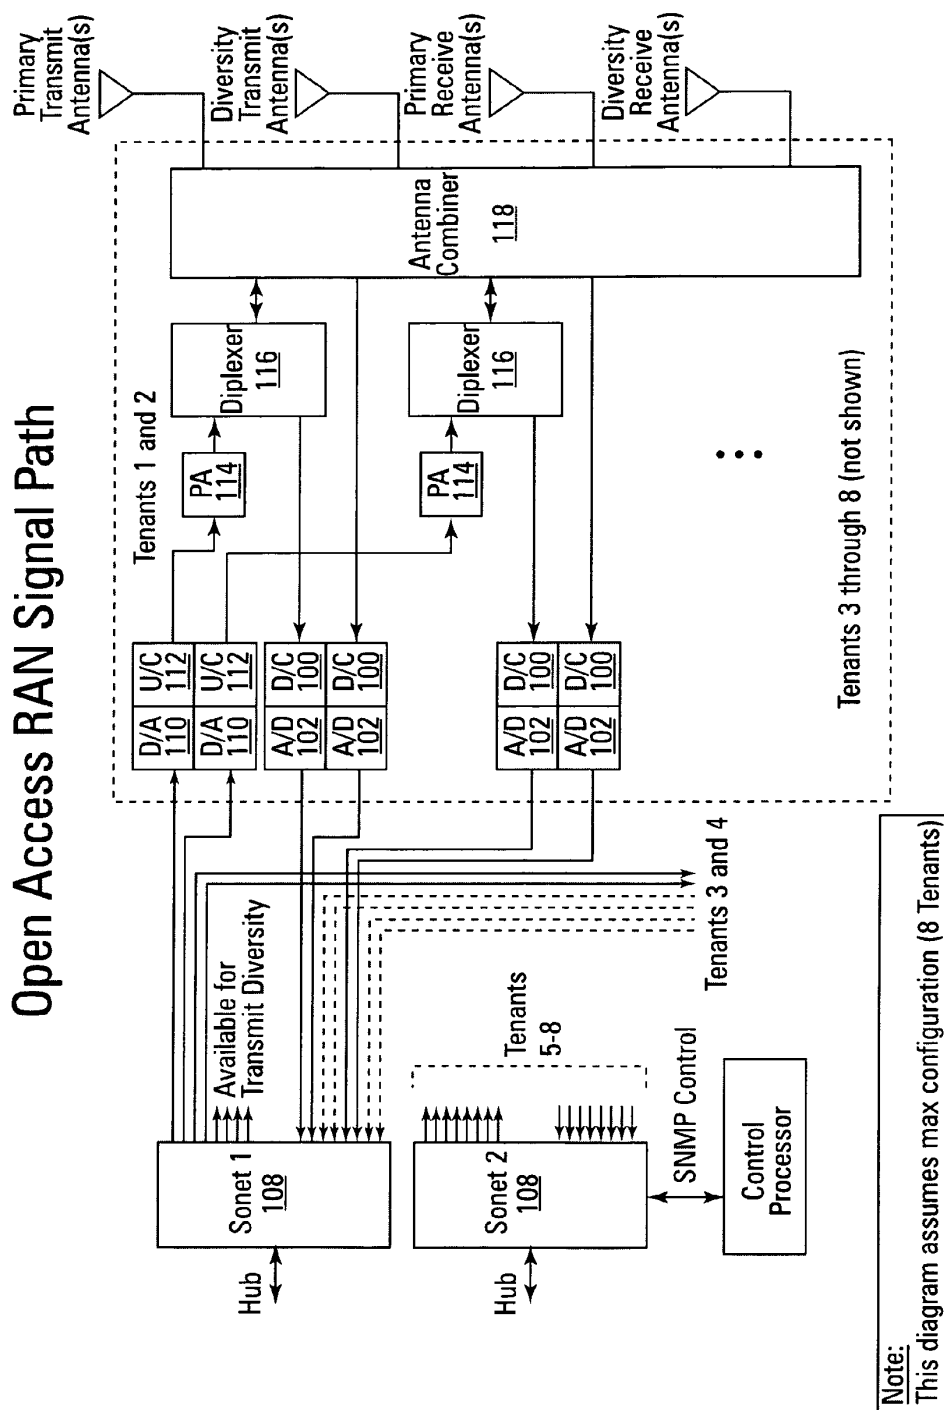 Open Access RAN Signal Path
Hub
Sonet 1
108
Available for
Transmit Diversity
D/A
110
U/C
112
D/A
110
U/C
112
A/D
102
D/C
100
A/D
102
D/C
100
Tenants 1 and 2
PA
114
Diplexer
116
A/D
102
D/C
100
A/D
102
D/C
100
PA
114
Diplexer
116
Antenna
Combiner
118
Primary
Transmit
Antenna(s)
Diversity
Transmit
Antenna(s)
Primary
Receive
Antenna(s)
Diversity
Receive
Antenna(s)
Hub
Sonet 2
108
Tenants
5-8
Tenants 3 and 4
SNMP Control
Control
Processor
Tenants 3 through 8 (not shown)
Note:
This diagram assumes max configuration (8 Tenants)